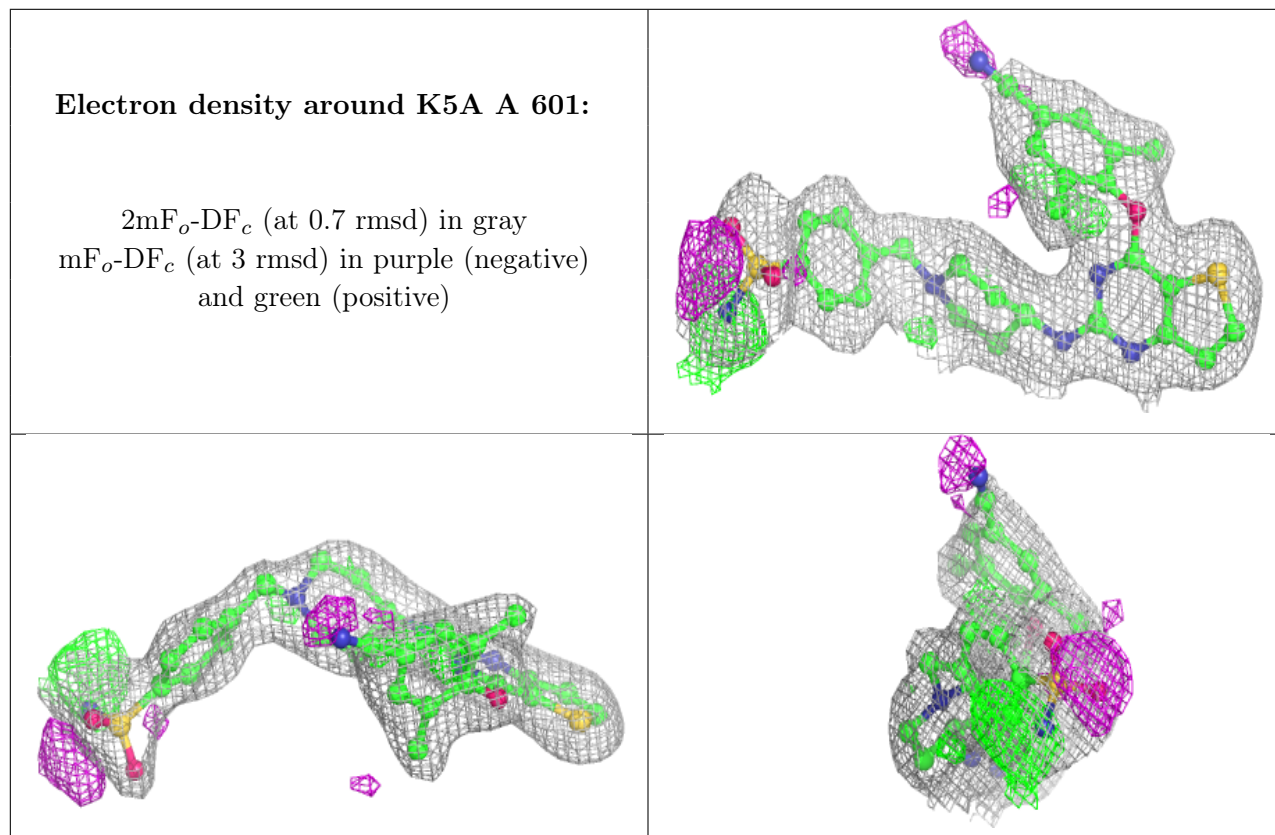 Electron density around K5A A 601:
2mFo-DFc (at 0.7 rmsd) in gray
mFo-DFc (at 3 rmsd) in purple (negative)
and green (positive)